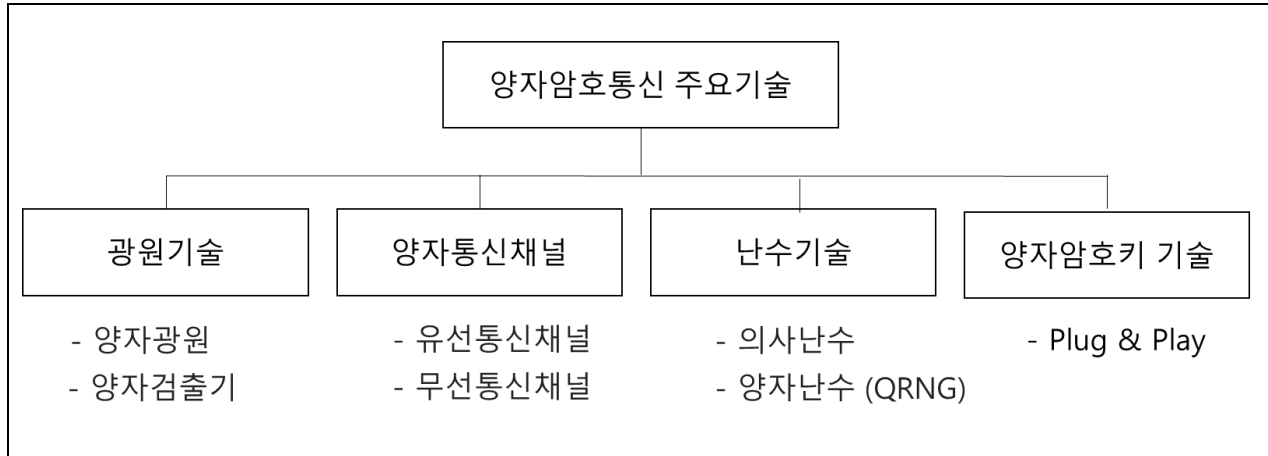 양자암호통신 주요기술
광원기술
양자통신채널
난수기술
양자암호키 기술
- 양자광원
- 양자검출기
- 유선통신채널
- 무선통신채널
- 의사난수
- 양자난수 (QRNG)
- Plug & Play